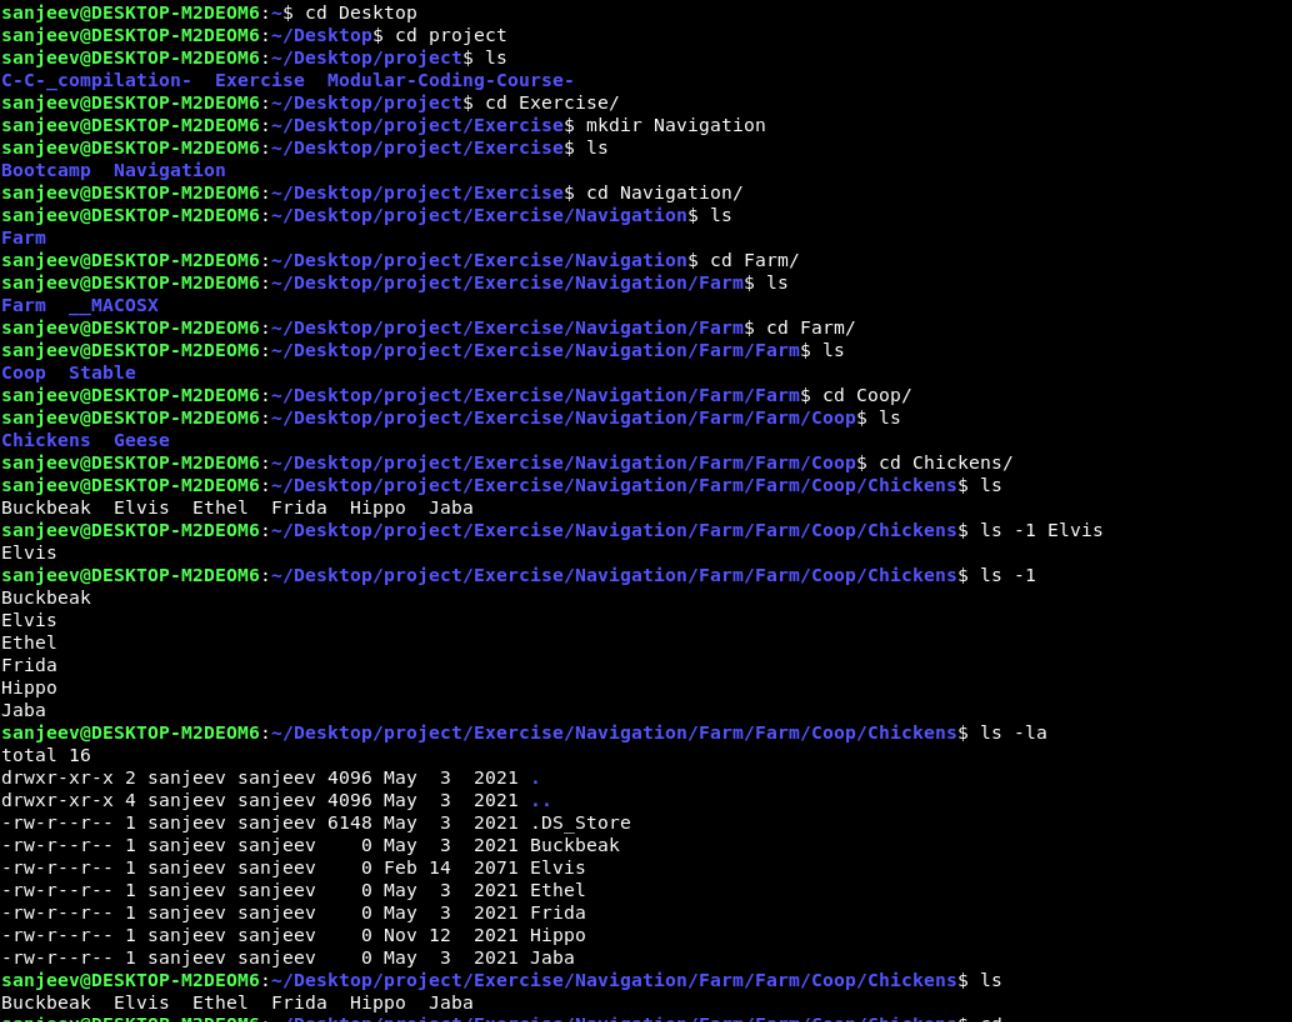 sanjeev@DESKTOP-M2DEOM6:~$ cd Desktop
sanjeev@DESKTOP-M2DEOM6:~/Desktop$ cd project
sanjeev@DESKTOP-M2DEOM6:~/Desktop/project$ ls
C-C-_compilation-  Exercise  Modular-Coding-Course-
sanjeev@DESKTOP-M2DEOM6:~/Desktop/project$ cd Exercise/
sanjeev@DESKTOP-M2DEOM6:~/Desktop/project/Exercise$ mkdir Navigation
sanjeev@DESKTOP-M2DEOM6:~/Desktop/project/Exercise$ ls
Bootcamp  Navigation
sanjeev@DESKTOP-M2DEOM6:~/Desktop/project/Exercise$ cd Navigation/
sanjeev@DESKTOP-M2DEOM6:~/Desktop/project/Exercise/Navigation$ ls
Farm
sanjeev@DESKTOP-M2DEOM6:~/Desktop/project/Exercise/Navigation$ cd Farm/
sanjeev@DESKTOP-M2DEOM6:~/Desktop/project/Exercise/Navigation/Farm$ ls
Farm  __MACOSX
sanjeev@DESKTOP-M2DEOM6:~/Desktop/project/Exercise/Navigation/Farm$ cd Farm/
sanjeev@DESKTOP-M2DEOM6:~/Desktop/project/Exercise/Navigation/Farm/Farm$ ls
Coop  Stable
sanjeev@DESKTOP-M2DEOM6:~/Desktop/project/Exercise/Navigation/Farm/Farm$ cd Coop/
sanjeev@DESKTOP-M2DEOM6:~/Desktop/project/Exercise/Navigation/Farm/Farm/Coop$ ls
Chickens  Geese
sanjeev@DESKTOP-M2DEOM6:~/Desktop/project/Exercise/Navigation/Farm/Farm/Coop$ cd Chickens/
sanjeev@DESKTOP-M2DEOM6:~/Desktop/project/Exercise/Navigation/Farm/Farm/Coop/Chickens$ ls
Buckbeak  Elvis  Ethel  Frida  Hippo  Jaba
sanjeev@DESKTOP-M2DEOM6:~/Desktop/project/Exercise/Navigation/Farm/Farm/Coop/Chickens$ ls -1 Elvis
Elvis
sanjeev@DESKTOP-M2DEOM6:~/Desktop/project/Exercise/Navigation/Farm/Farm/Coop/Chickens$ ls -1
Buckbeak
Elvis
Ethel
Frida
Hippo
Jaba
sanjeev@DESKTOP-M2DEOM6:~/Desktop/project/Exercise/Navigation/Farm/Farm/Coop/Chickens$ ls -la
total 16
drwxr-xr-x 2 sanjeev sanjeev 4096 May  3  2021 .
drwxr-xr-x 4 sanjeev sanjeev 4096 May  3  2021 ..
-rw-r--r-- 1 sanjeev sanjeev 6148 May  3  2021 .DS_Store
-rw-r--r-- 1 sanjeev sanjeev    0 May  3  2021 Buckbeak
-rw-r--r-- 1 sanjeev sanjeev    0 Feb 14  2071 Elvis
-rw-r--r-- 1 sanjeev sanjeev    0 May  3  2021 Ethel
-rw-r--r-- 1 sanjeev sanjeev    0 May  3  2021 Frida
-rw-r--r-- 1 sanjeev sanjeev    0 Nov 12  2021 Hippo
-rw-r--r-- 1 sanjeev sanjeev    0 May  3  2021 Jaba
sanjeev@DESKTOP-M2DEOM6:~/Desktop/project/Exercise/Navigation/Farm/Farm/Coop/Chickens$ ls
Buckbeak  Elvis  Ethel  Frida  Hippo  Jaba
sanjeev@DESKTOP-M2DEOM6:~/Desktop/project/Exercise/Navigation/Farm/Farm/Coop/Chickens$ cd